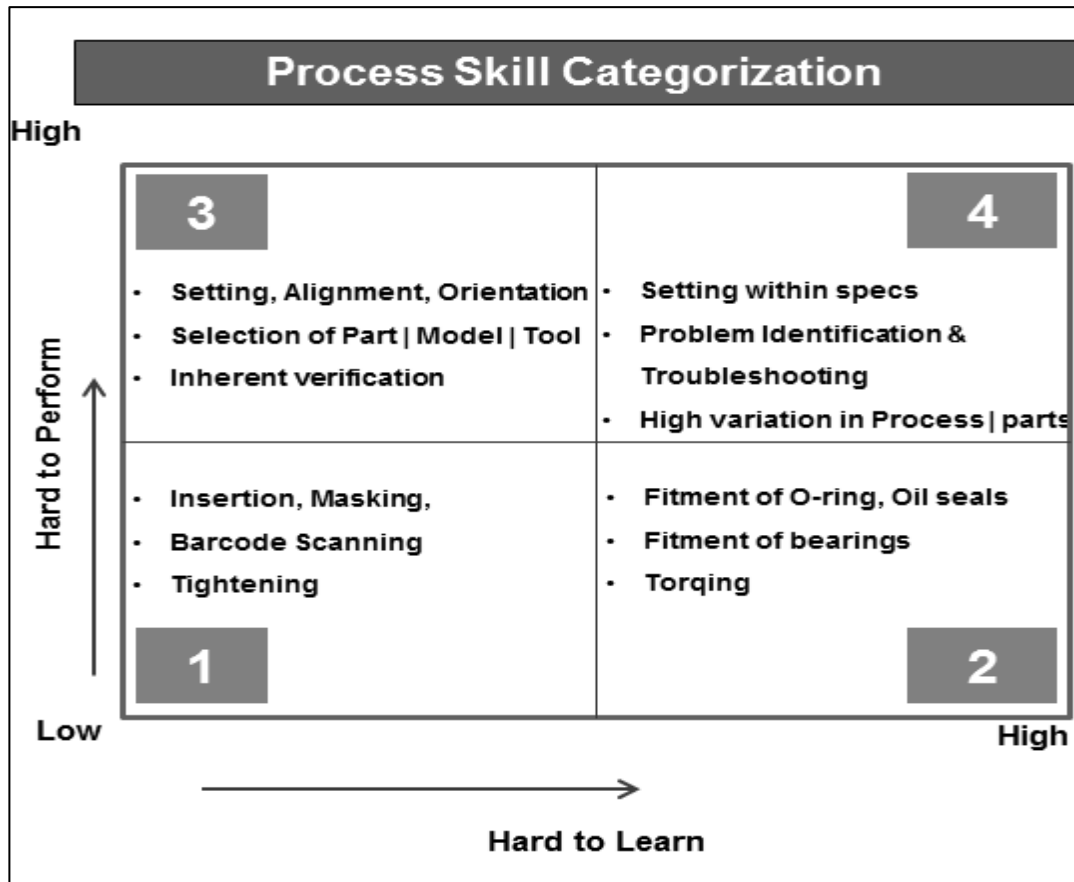 Process Skill Categorization
High
3
• Setting, Alignment, Orientation
• Selection of Part | Model | Tool
• Inherent verification
4
• Setting within specs
• Problem Identification &
Troubleshooting
• High variation in Process | parts
Hard to Perform
• Insertion, Masking,
• Barcode Scanning
• Tightening
1
• Fitment of O-ring, Oil seals
• Fitment of bearings
• Torqing
2
Low
High
Hard to Learn